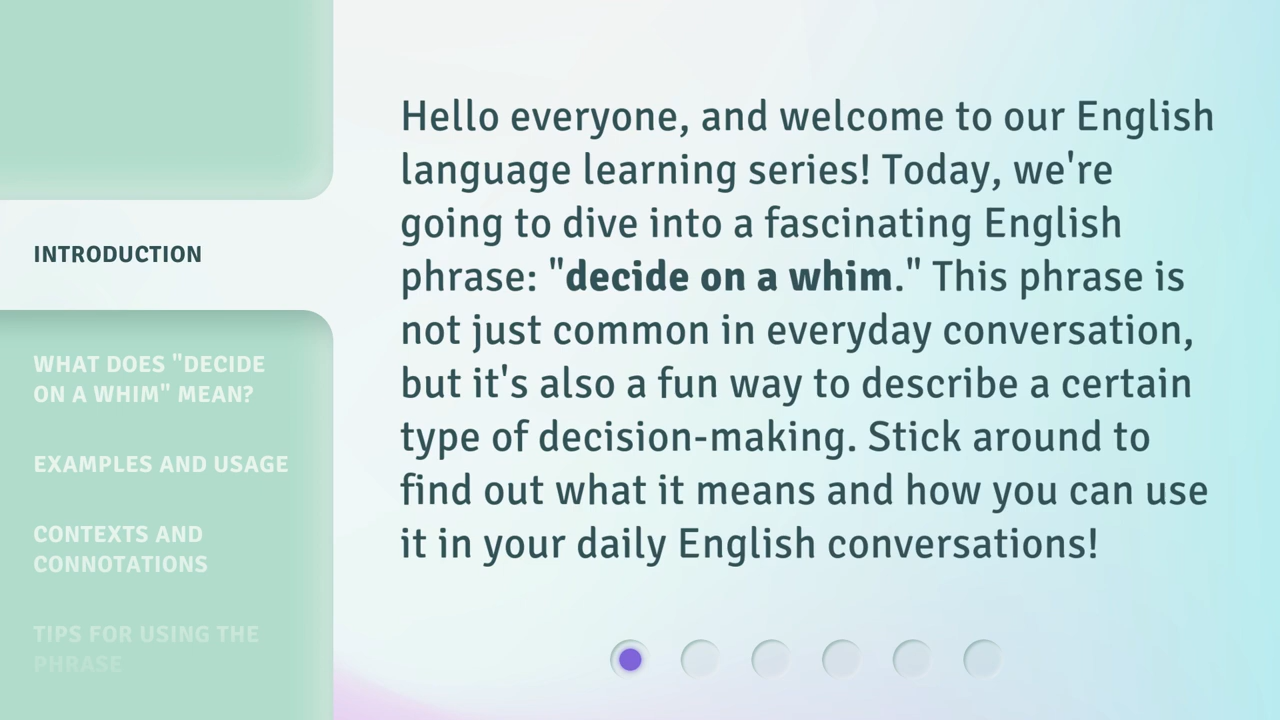 INTRODUCTION
WHAT DOES "DECIDE
ON A WHIM" MEAN?
EXAMPLES AND USAGE
CONTEXTS AND
CONNOTATIONS
TIPS FOR USING THE
PHRASE
Hello everyone, and welcome to our English
language learning series! Today, we're
going to dive into a fascinating English
phrase: "decide on a whim." This phrase is
not just common in everyday conversation,
but it's also a fun way to describe a certain
type of decision-making. Stick around to
find out what it means and how you can use
it in your daily English conversations!